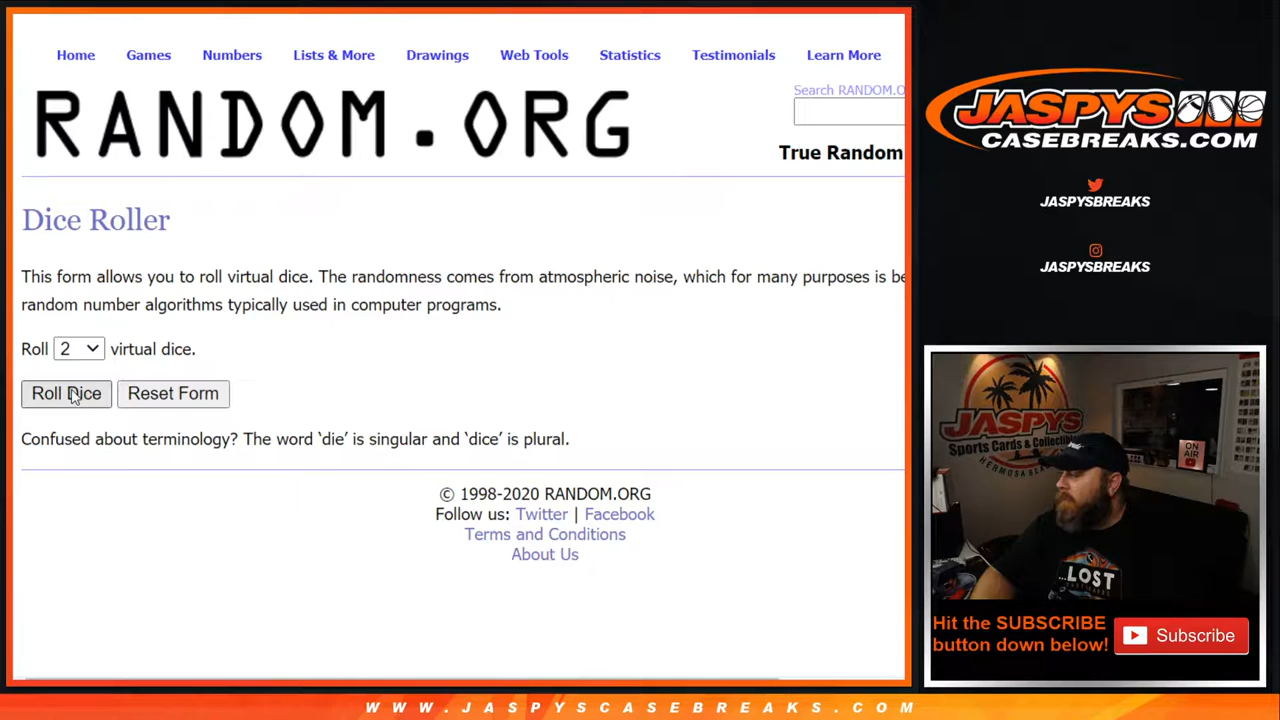 Home Games Numbers Lists & More Drawings Web Tools Statistics Testimonials Learn More
Search RANDOM.O
RANDOM.ORG
True Random
Dice Roller
This form allows you to roll virtual dice. The randomness comes from atmospheric noise, which for many purposes is be
random number algorithms typically used in computer programs.
Roll 2 virtual dice.
Roll Dice Reset Form
Confused about terminology? The word ‘die’ is singular and ‘dice’ is plural.
© 1998-2020 RANDOM.ORG
Follow us: Twitter | Facebook
Terms and Conditions
About Us
JASPYS
CASEBREAKS.COM
JASPYSBREAKS
JASPYSBREAKS
JASPYS
Sports Cards & Collectibl
HERMOSA BEA
ON
AIR
...LOST
Hit the SUBSCRIBE
button down below!
Subscribe
WWW.JASPYSCASEBREAKS.COM